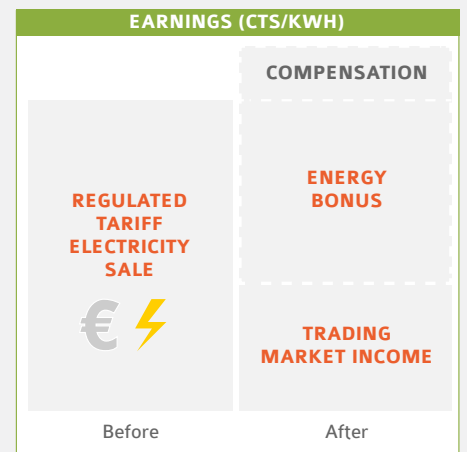 EARNINGS (CTS/KWH)
COMPENSATION
REGULATED
TARIFF
ELECTRICITY
SALE
€
ENERGY
BONUS
TRADING
MARKET INCOME
Before
After